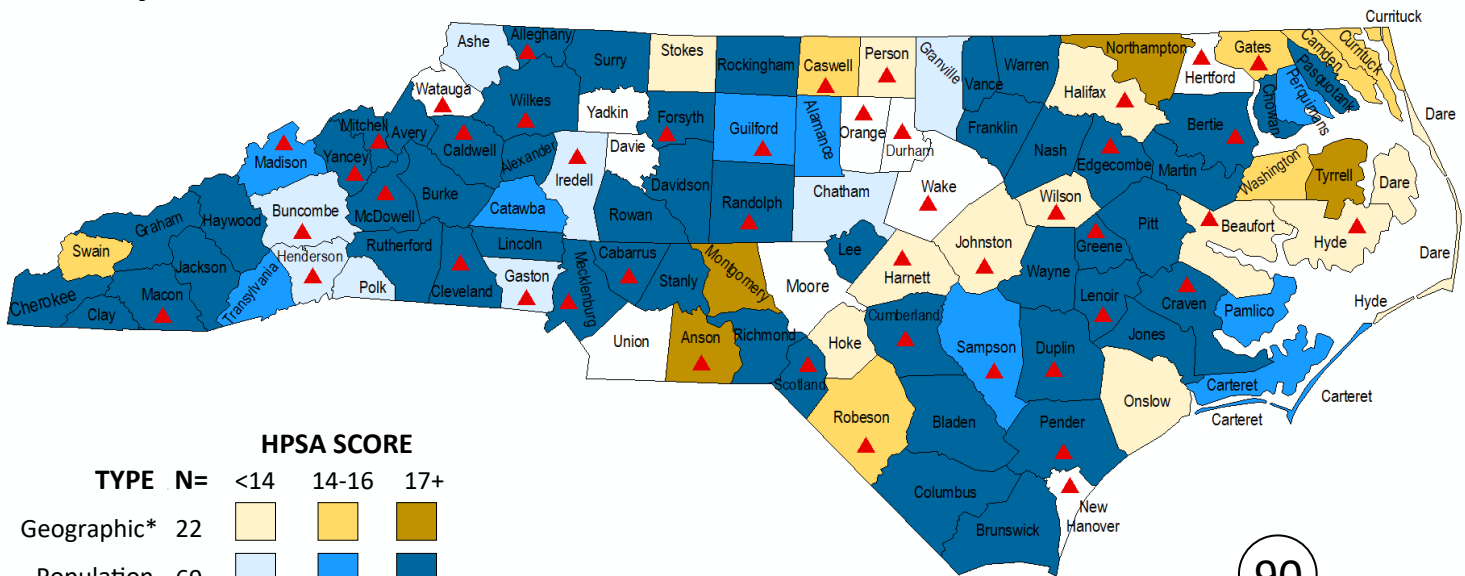 Currituck
Ashe
Alleghany
Surry
Stokes
Rockingham
Caswell
Person
Granville
Vance
Warren
Northampton
Hertford
Gates
Camden
Currituck
Pasquotank
Perquimans
Chowan
Dare
Halifax
Watauga
Wilkes
Yadkin
Forsyth
Guilford
Alamance
Orange
Durham
Franklin
Nash
Edgecombe
Bertie
Martin
Washington
Tyrrell
Dare
Mitchell
Avery
Caldwell
Alexander
Iredell
Davie
Davidson
Randolph
Chatham
Wake
Wilson
Madison
Yancey
McDowell
Burke
Catawba
Rowan
Johnston
Greene
Pitt
Beaufort
Hyde
Dare
Buncombe
Haywood
Graham
Swain
Jackson
Henderson
Rutherford
Lincoln
Cabarrus
Stanly
Montgomery
Moore
Lee
Harnett
Wayne
Lenoir
Craven
Pamlico
Hyde
Cherokee
Clay
Macon
Transylvania
Polk
Cleveland
Gaston
Mecklenburg
Union
Anson
Richmond
Scotland
Hoke
Cumberland
Sampson
Duplin
Jones
Onslow
Carteret
Carteret
Carteret
Robeson
Bladen
Pender
Columbus
Brunswick
New
Hanover
HPSA SCORE
TYPE N= <14 14-16 17+
Geographic* 22
Population
90